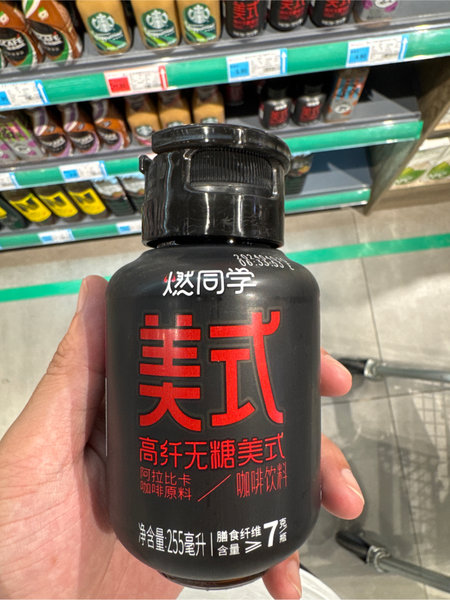 燃同学
美式
高纤无糖美式
阿拉比卡
咖啡原料
/咖啡饮料
净含量:255毫升
膳食纤维
含量≥7克/瓶